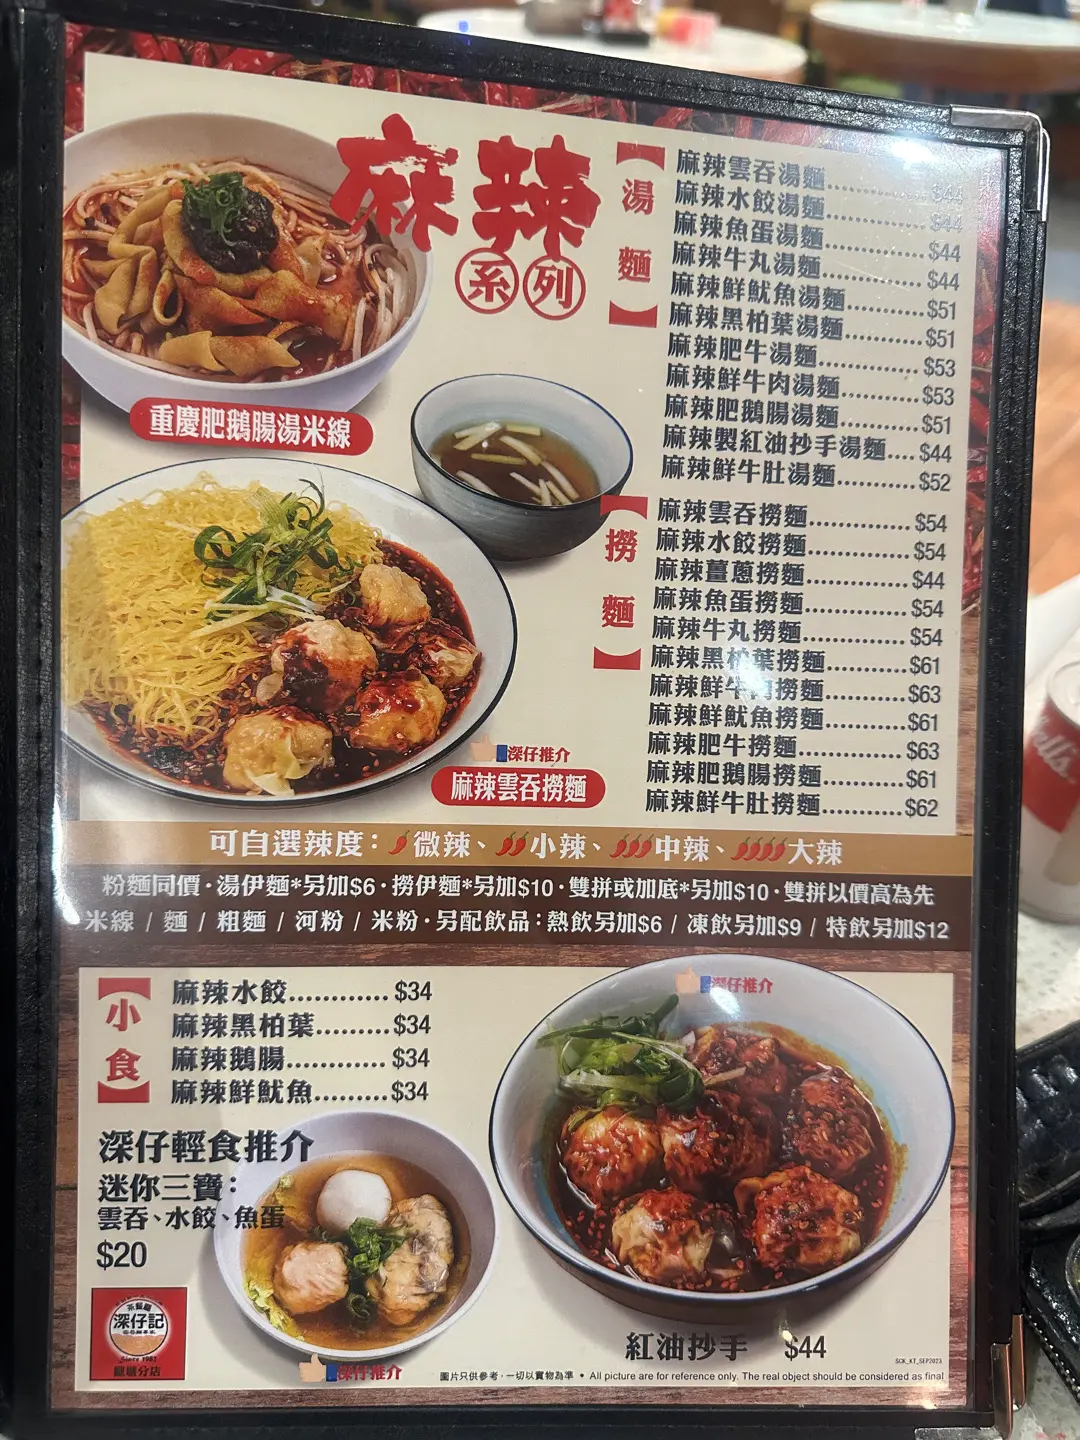 麻辣
系列
【湯麵】
麻辣雲吞湯麵.............$44
麻辣水餃湯麵.............$44
麻辣魚蛋湯麵.............$44
麻辣牛丸湯麵.............$44
麻辣鮮魷魚湯麵..........$51
麻辣黑柏葉湯麵..........$51
麻辣肥牛湯麵.............$53
麻辣鮮牛肉湯麵..........$53
麻辣肥鵝腸湯麵..........$51
麻辣製紅油抄手湯麵....$44
麻辣鮮牛肚湯麵..........$52
重慶肥鵝腸湯米線
【撈麵】
麻辣雲吞撈麵.............$54
麻辣水餃撈麵.............$54
麻辣薑蔥撈麵.............$44
麻辣魚蛋撈麵.............$54
麻辣牛丸撈麵.............$54
麻辣黑柏葉撈麵..........$61
麻辣鮮牛肉撈麵..........$63
麻辣鮮魷魚撈麵..........$61
麻辣肥牛撈麵.............$63
麻辣肥鵝腸撈麵..........$61
麻辣鮮牛肚撈麵..........$62
深仔推介
麻辣雲吞撈麵
可自選辣度：微辣、小辣、中辣、大辣
粉麵同價・湯伊麵*另加$6・撈伊麵*另加$10・雙拼或加底*另加$10・雙拼以價高為先
米線 / 麵 / 粗麵 / 河粉 / 米粉・另配飲品：熱飲另加$6 / 凍飲另加$9 / 特飲另加$12
【小食】
麻辣水餃............$34
麻辣黑柏葉.........$34
麻辣鵝腸............$34
麻辣鮮魷魚.........$34
深仔推介
深仔輕食推介
迷你三寶：
雲吞、水餃、魚蛋
$20
深仔推介
紅油抄手 $44
茶餐廳
深仔記
Since 1982
觀塘分店
SCK_KT_SEP2023
圖片只供參考，一切以實物為準 • All picture are for reference only. The real object should be considered as final